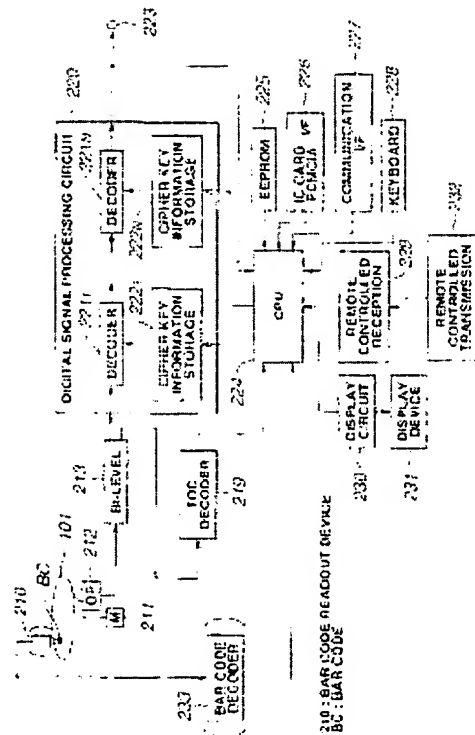 DIGITAL SIGNAL PROCESSING CIRCUIT
220
223
DECODER
DECODER
CIPHER KEY
INFORMATION
STORAGE
CIPHER KEY
INFORMATION
STORAGE
210
BC
101
212
213
BI-LEVEL
M
211
TOC
DECODER
219
BAR CODE
DECODER
233
CPU
224
EEPROM
225
IC CARD I/F
PCMCIA
226
COMMUNICATION
I/F
227
KEYBOARD
228
REMOTE
CONTROLLED
RECEPTION
229
REMOTE
CONTROLLED
TRANSMISSION
232
DISPLAY
CIRCUIT
230
DISPLAY
DEVICE
231
210 : BAR CODE READOUT DEVICE
BC : BAR CODE